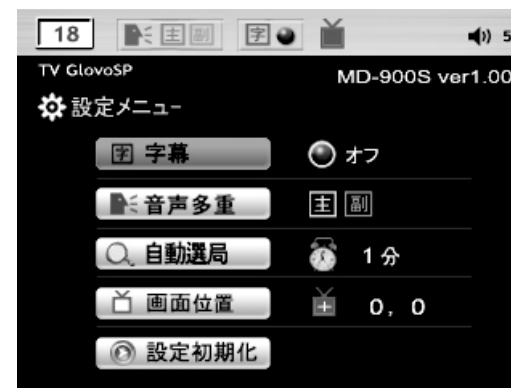 18 主 副 字 5
TV GlovoSP
MD-900S ver1.00
設定メニュー
字 字幕 オフ
音声多重 主 副
自動選局 1分
画面位置 0, 0
設定初期化